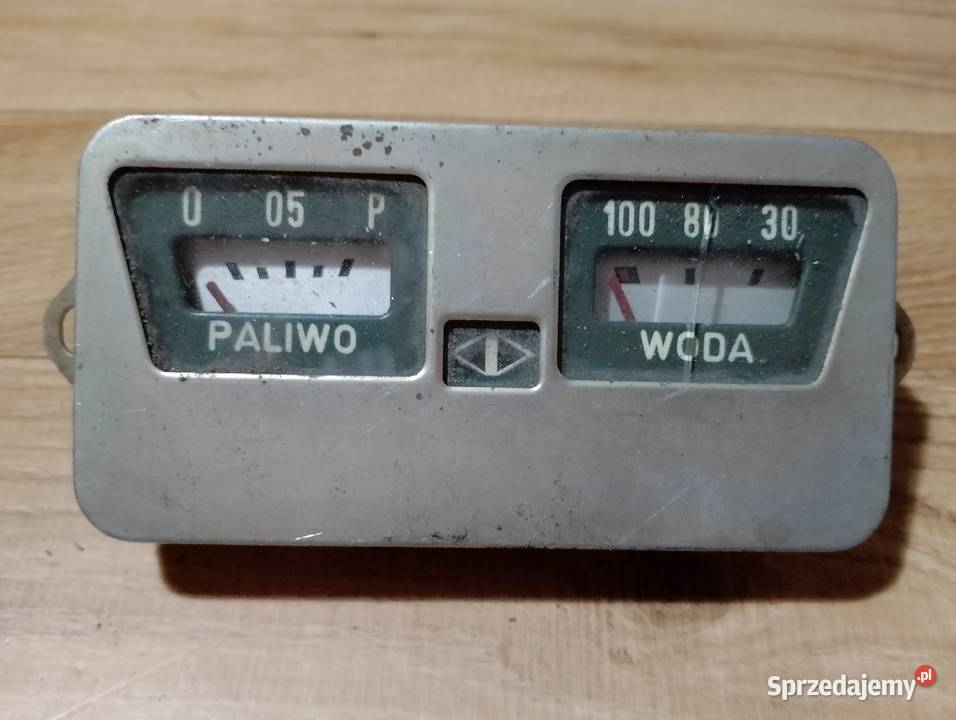 0 05 P
PALIWO
100 80 30
WODA
Sprzedajemy.pl